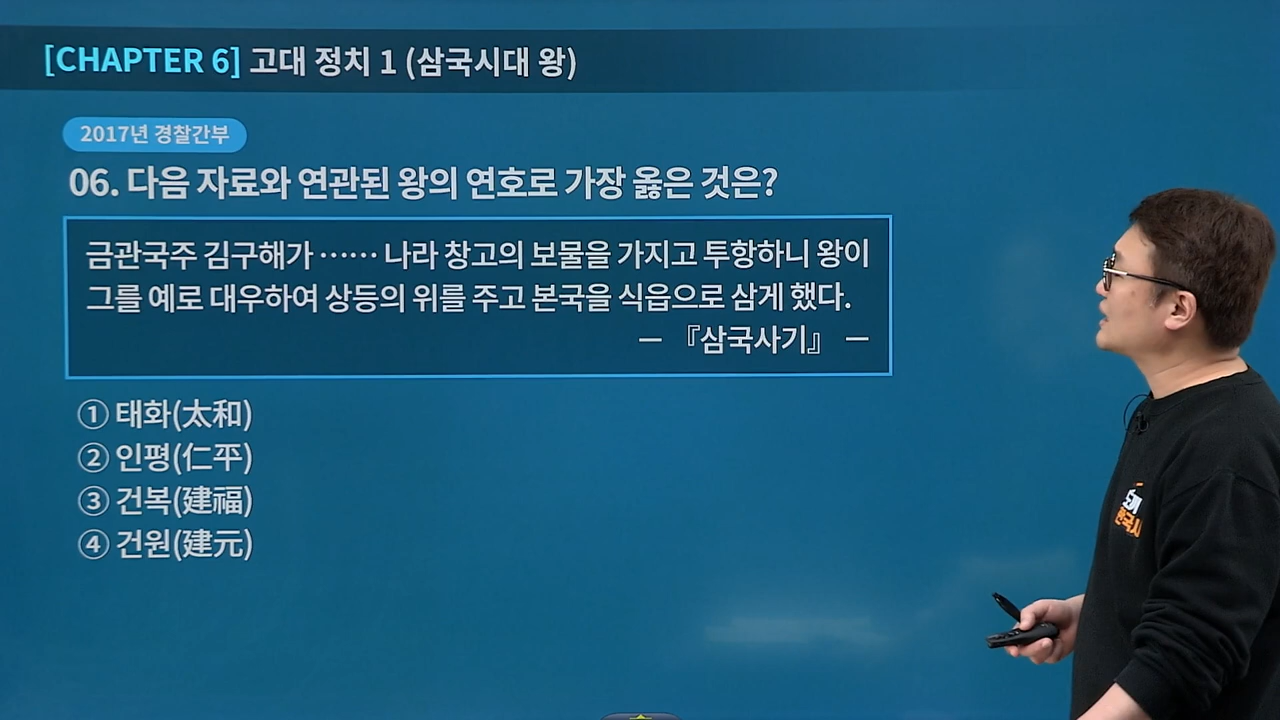 [CHAPTER 6] 고대 정치 1 (삼국시대 왕)
2017년 경찰간부
06. 다음 자료와 연관된 왕의 연호로 가장 옳은 것은?
금관국주 김구해가 …… 나라 창고의 보물을 가지고 투항하니 왕이
그를 예로 대우하여 상등의 위를 주고 본국을 식읍으로 삼게 했다.
— 『삼국사기』 —
① 태화(太和)
② 인평(仁平)
③ 건복(建福)
④ 건원(建元)